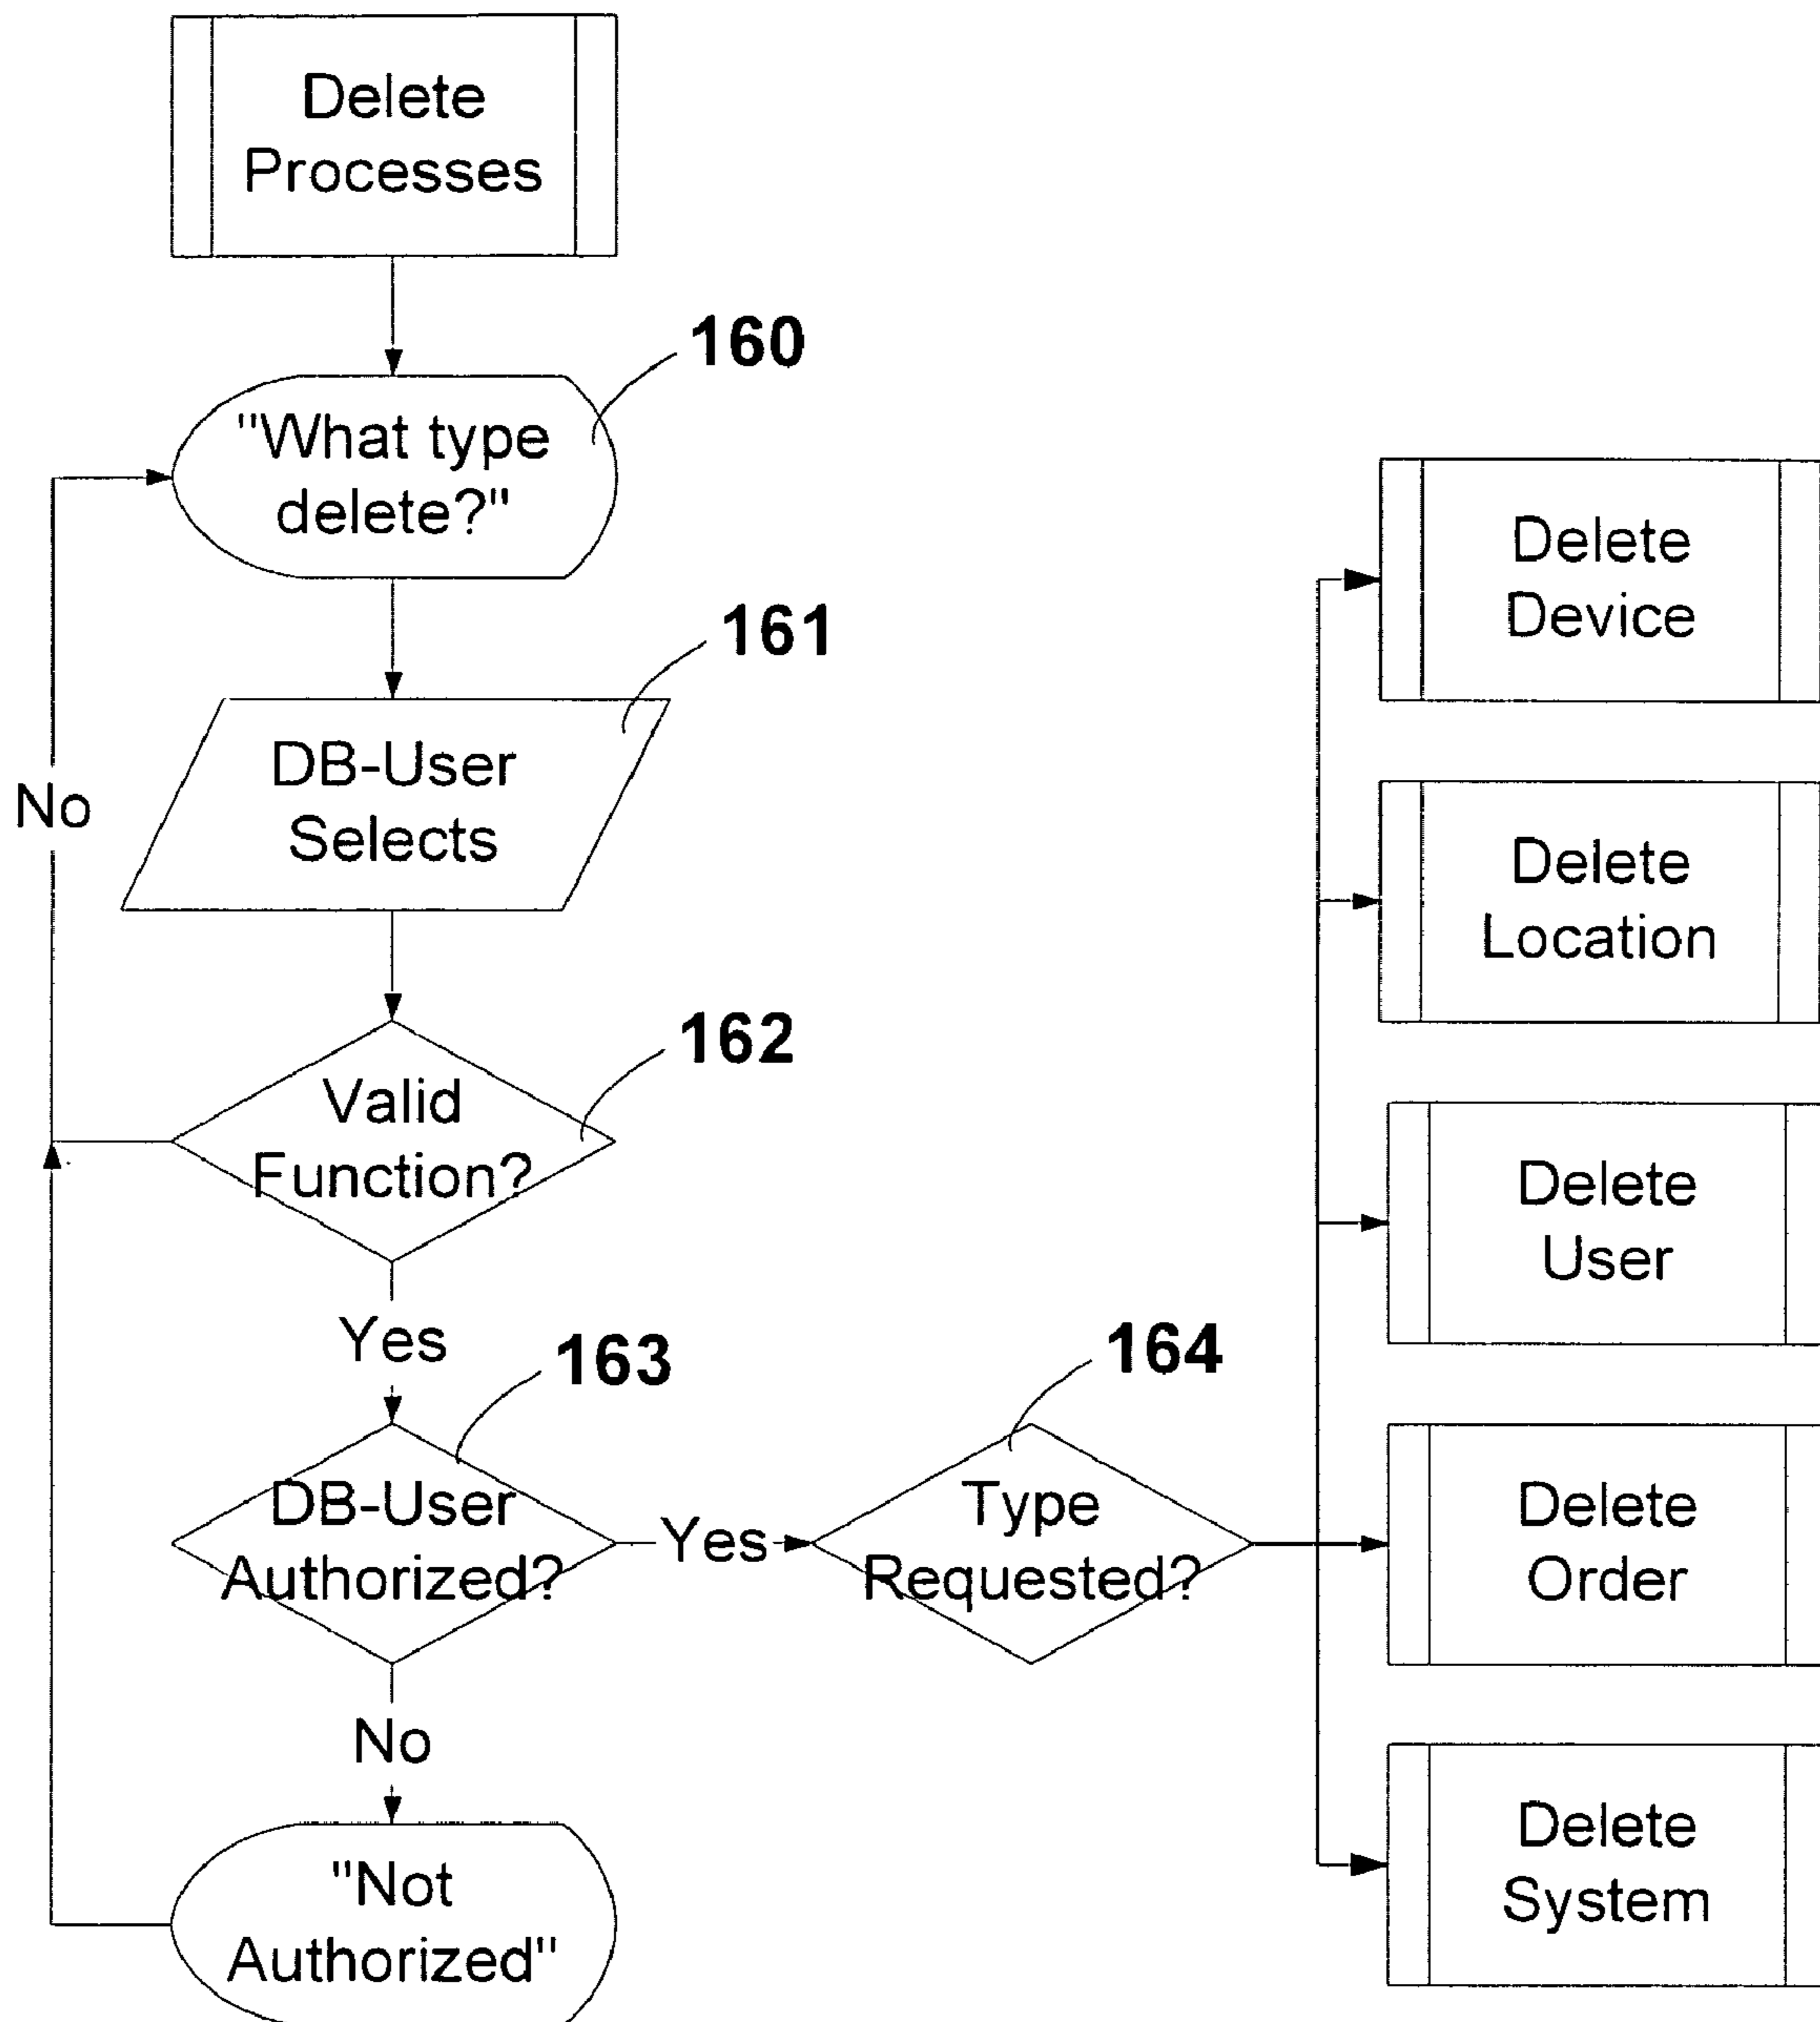 Delete
Processes
160
"What type
delete?"
161
DB-User
Selects
No
162
Valid
Function?
Yes
163
DB-User
Authorized?
Yes
164
Type
Requested?
No
"Not
Authorized"
Delete
Device
Delete
Location
Delete
User
Delete
Order
Delete
System